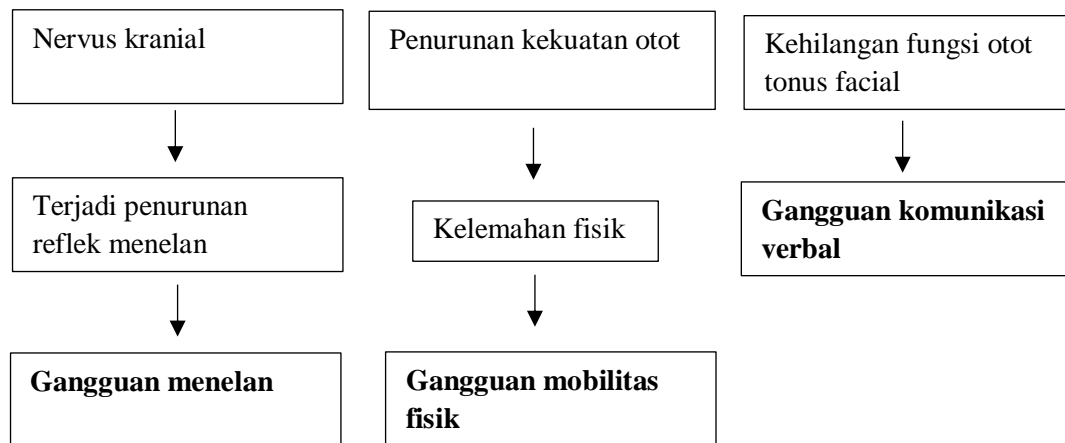 Nervus kranial
Penurunan kekuatan otot
Kehilangan fungsi otot
tonus facial
Terjadi penurunan
reflek menelan
Kelemahan fisik
Gangguan komunikasi
verbal
Gangguan menelan
Gangguan mobilitas
fisik